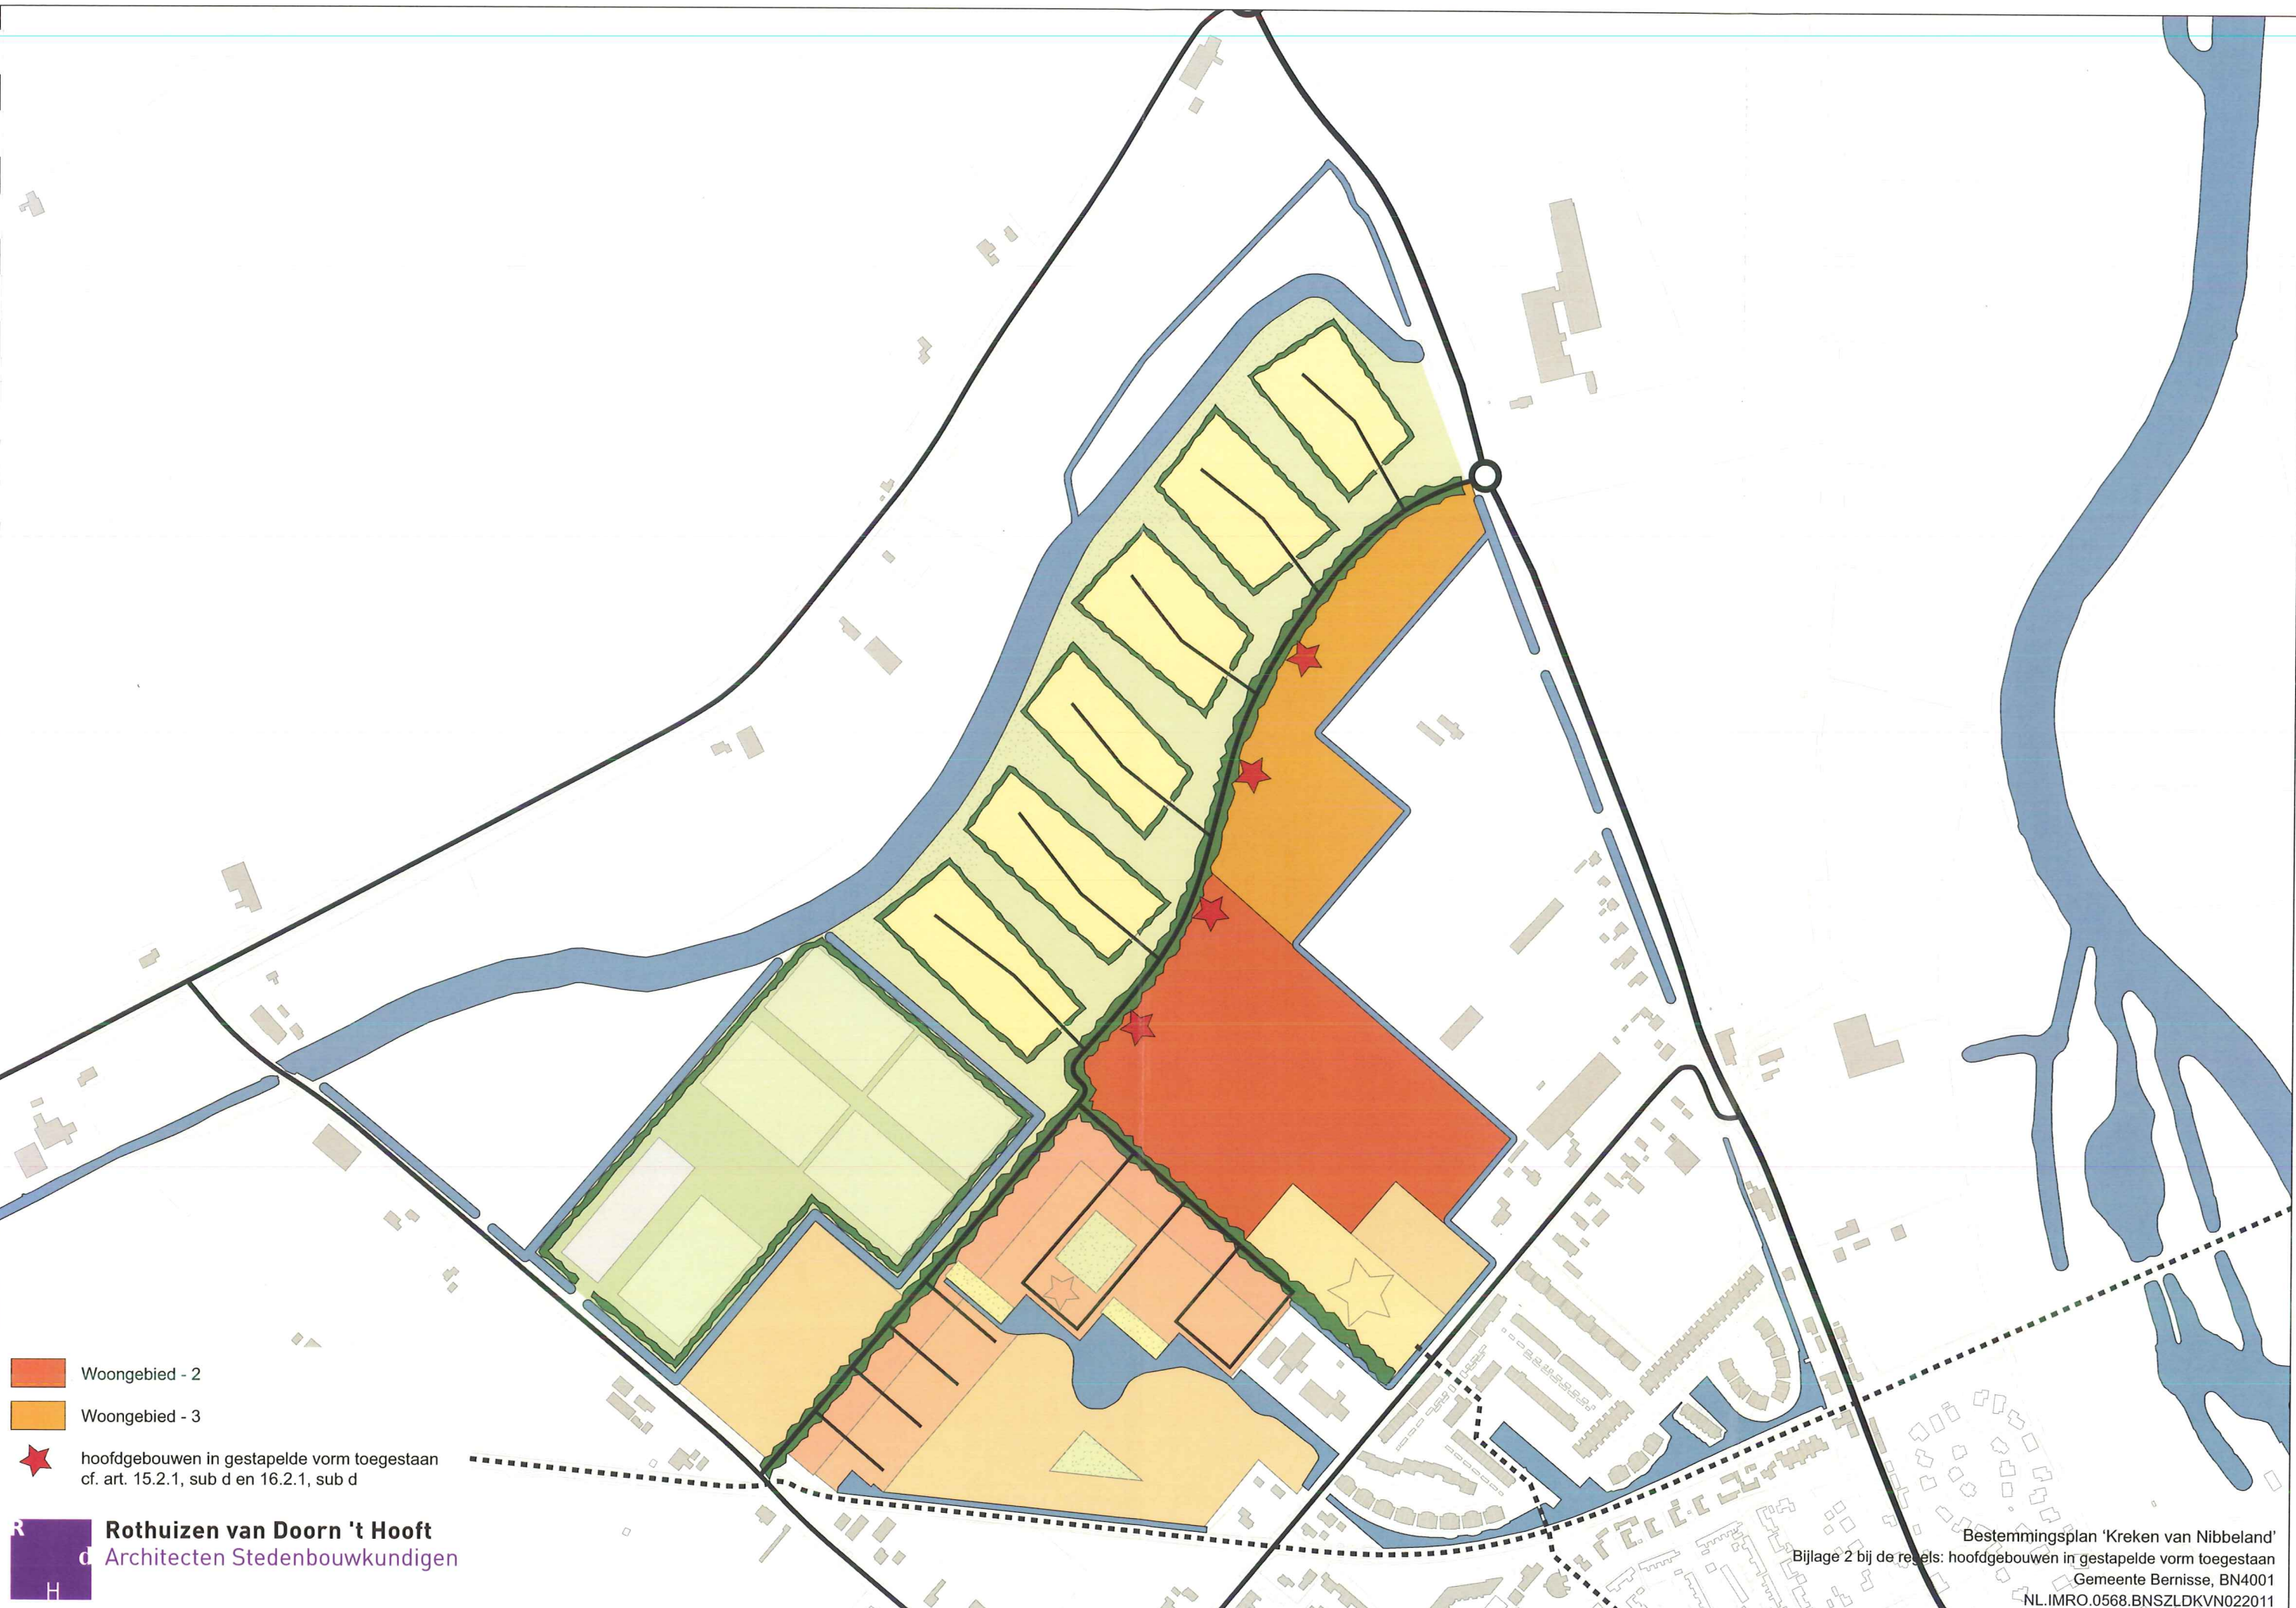 Woongebied - 2
Woongebied - 3
hoofdgebouwen in gestapelde vorm toegestaan
cf. art. 15.2.1, sub d en 16.2.1, sub d
R
d
H
Rothuizen van Doorn 't Hooft
Architecten Stedenbouwkundigen
Bestemmingsplan ‘Kreken van Nibbeland’
Bijlage 2 bij de regels: hoofdgebouwen in gestapelde vorm toegestaan
Gemeente Bernisse, BN4001
NL.IMRO.0568.BNSZLDKVN022011